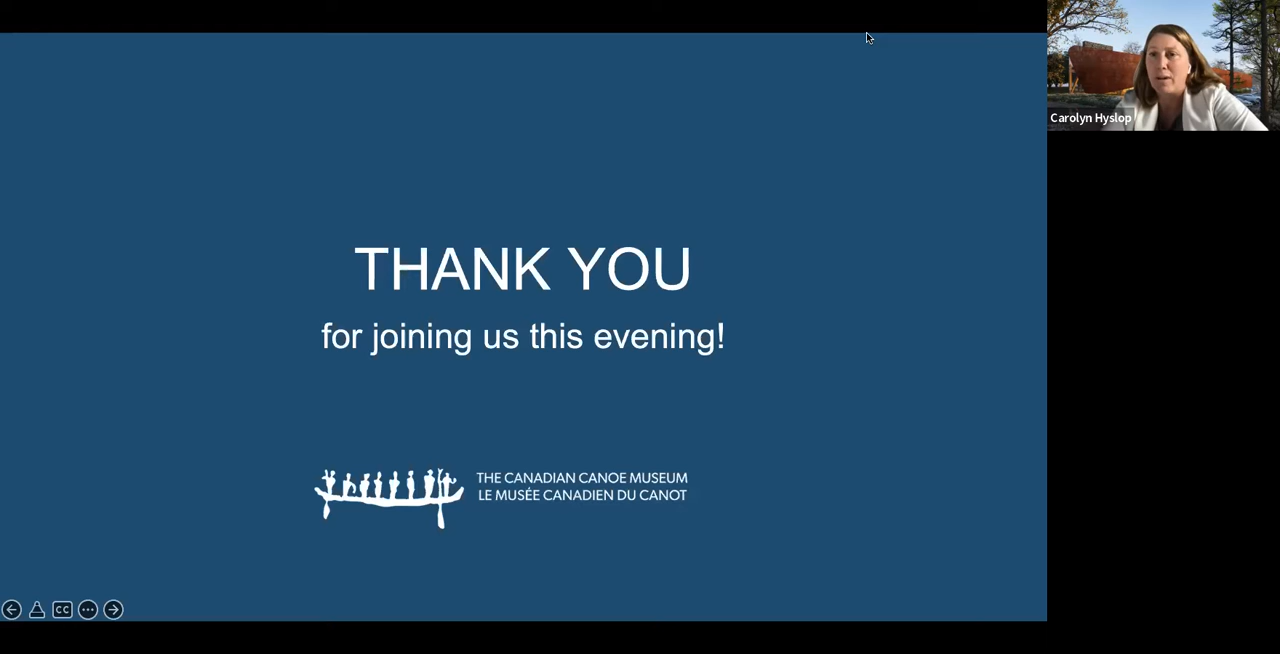 Carolyn Hyslop
THANK YOU
for joining us this evening!
THE CANADIAN CANOE MUSEUM
LE MUSÉE CANADIEN DU CANOT
CC